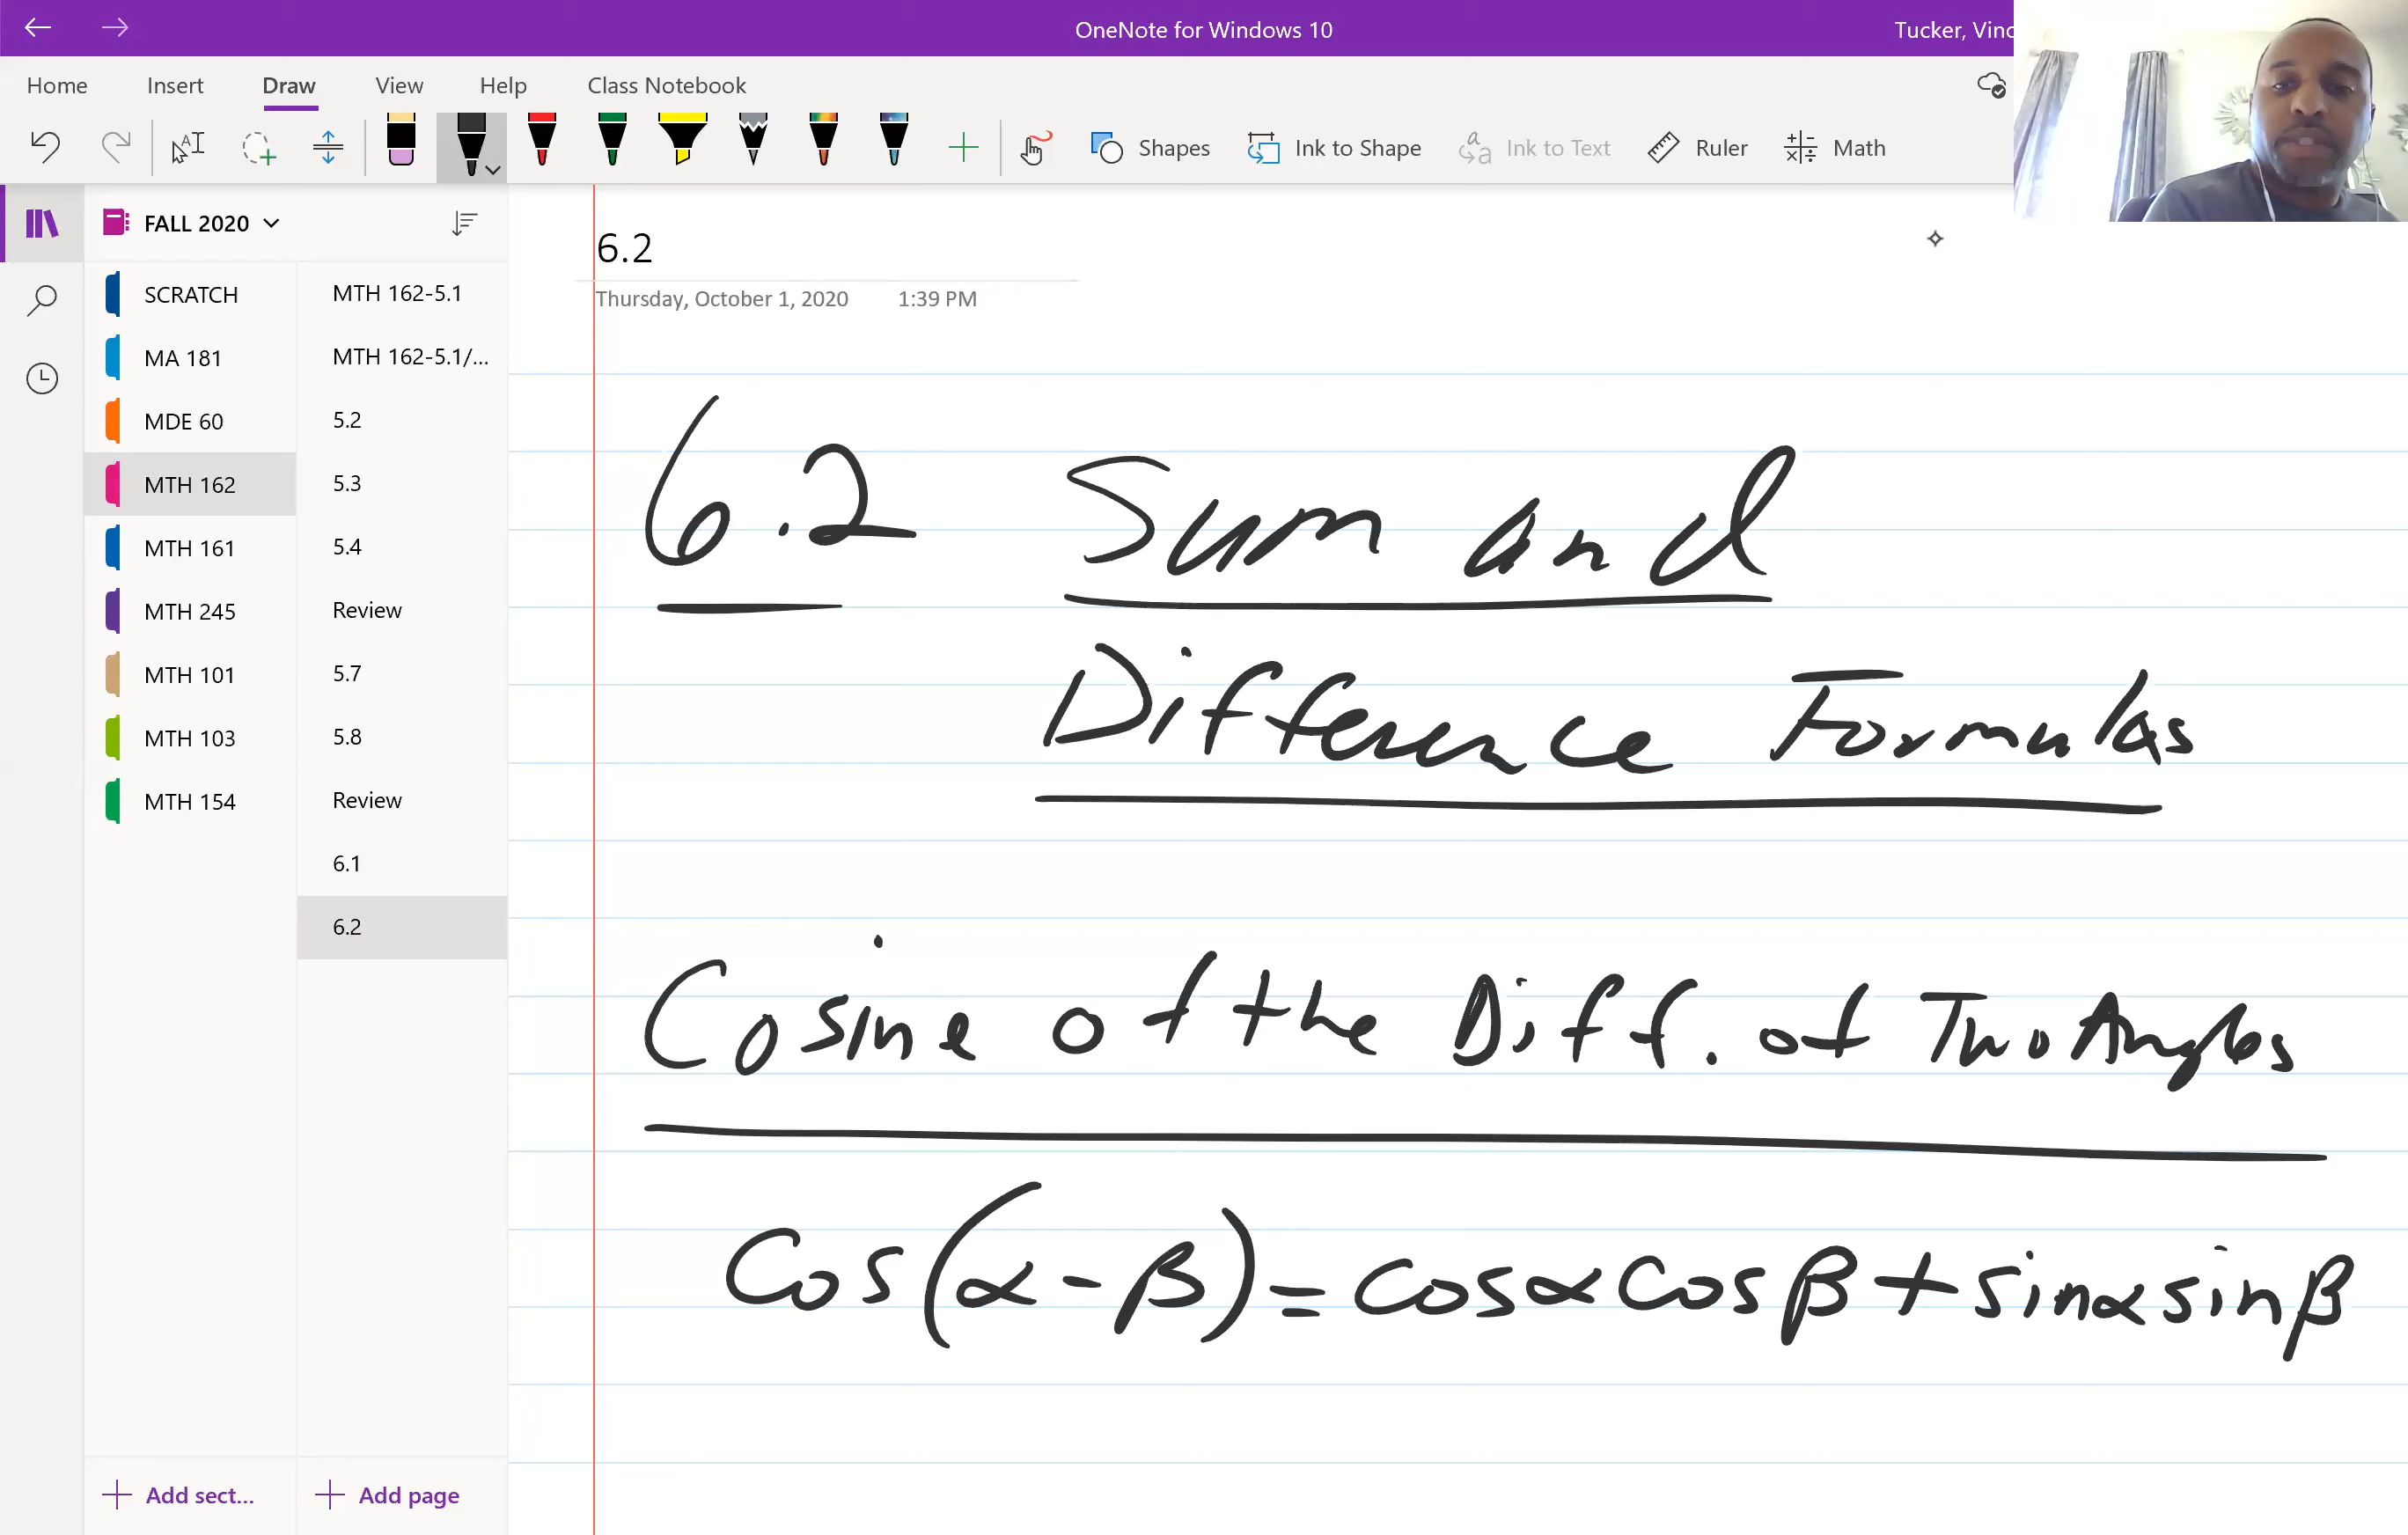 OneNote for Windows 10
Tucker, Vinc
Home Insert Draw View Help Class Notebook
Shapes Ink to Shape Ink to Text Ruler Math
FALL 2020
SCRATCH
MA 181
MDE 60
MTH 162
MTH 161
MTH 245
MTH 101
MTH 103
MTH 154
Add sect...
MTH 162-5.1
MTH 162-5.1/...
5.2
5.3
5.4
Review
5.7
5.8
Review
6.1
6.2
Add page
6.2
Thursday, October 1, 2020 1:39 PM
6.2 Sum and
Difference Formulas
Cosine of the Diff. of Two Angles
Cos(α-β)=cosαcosβ+sinαsinβ